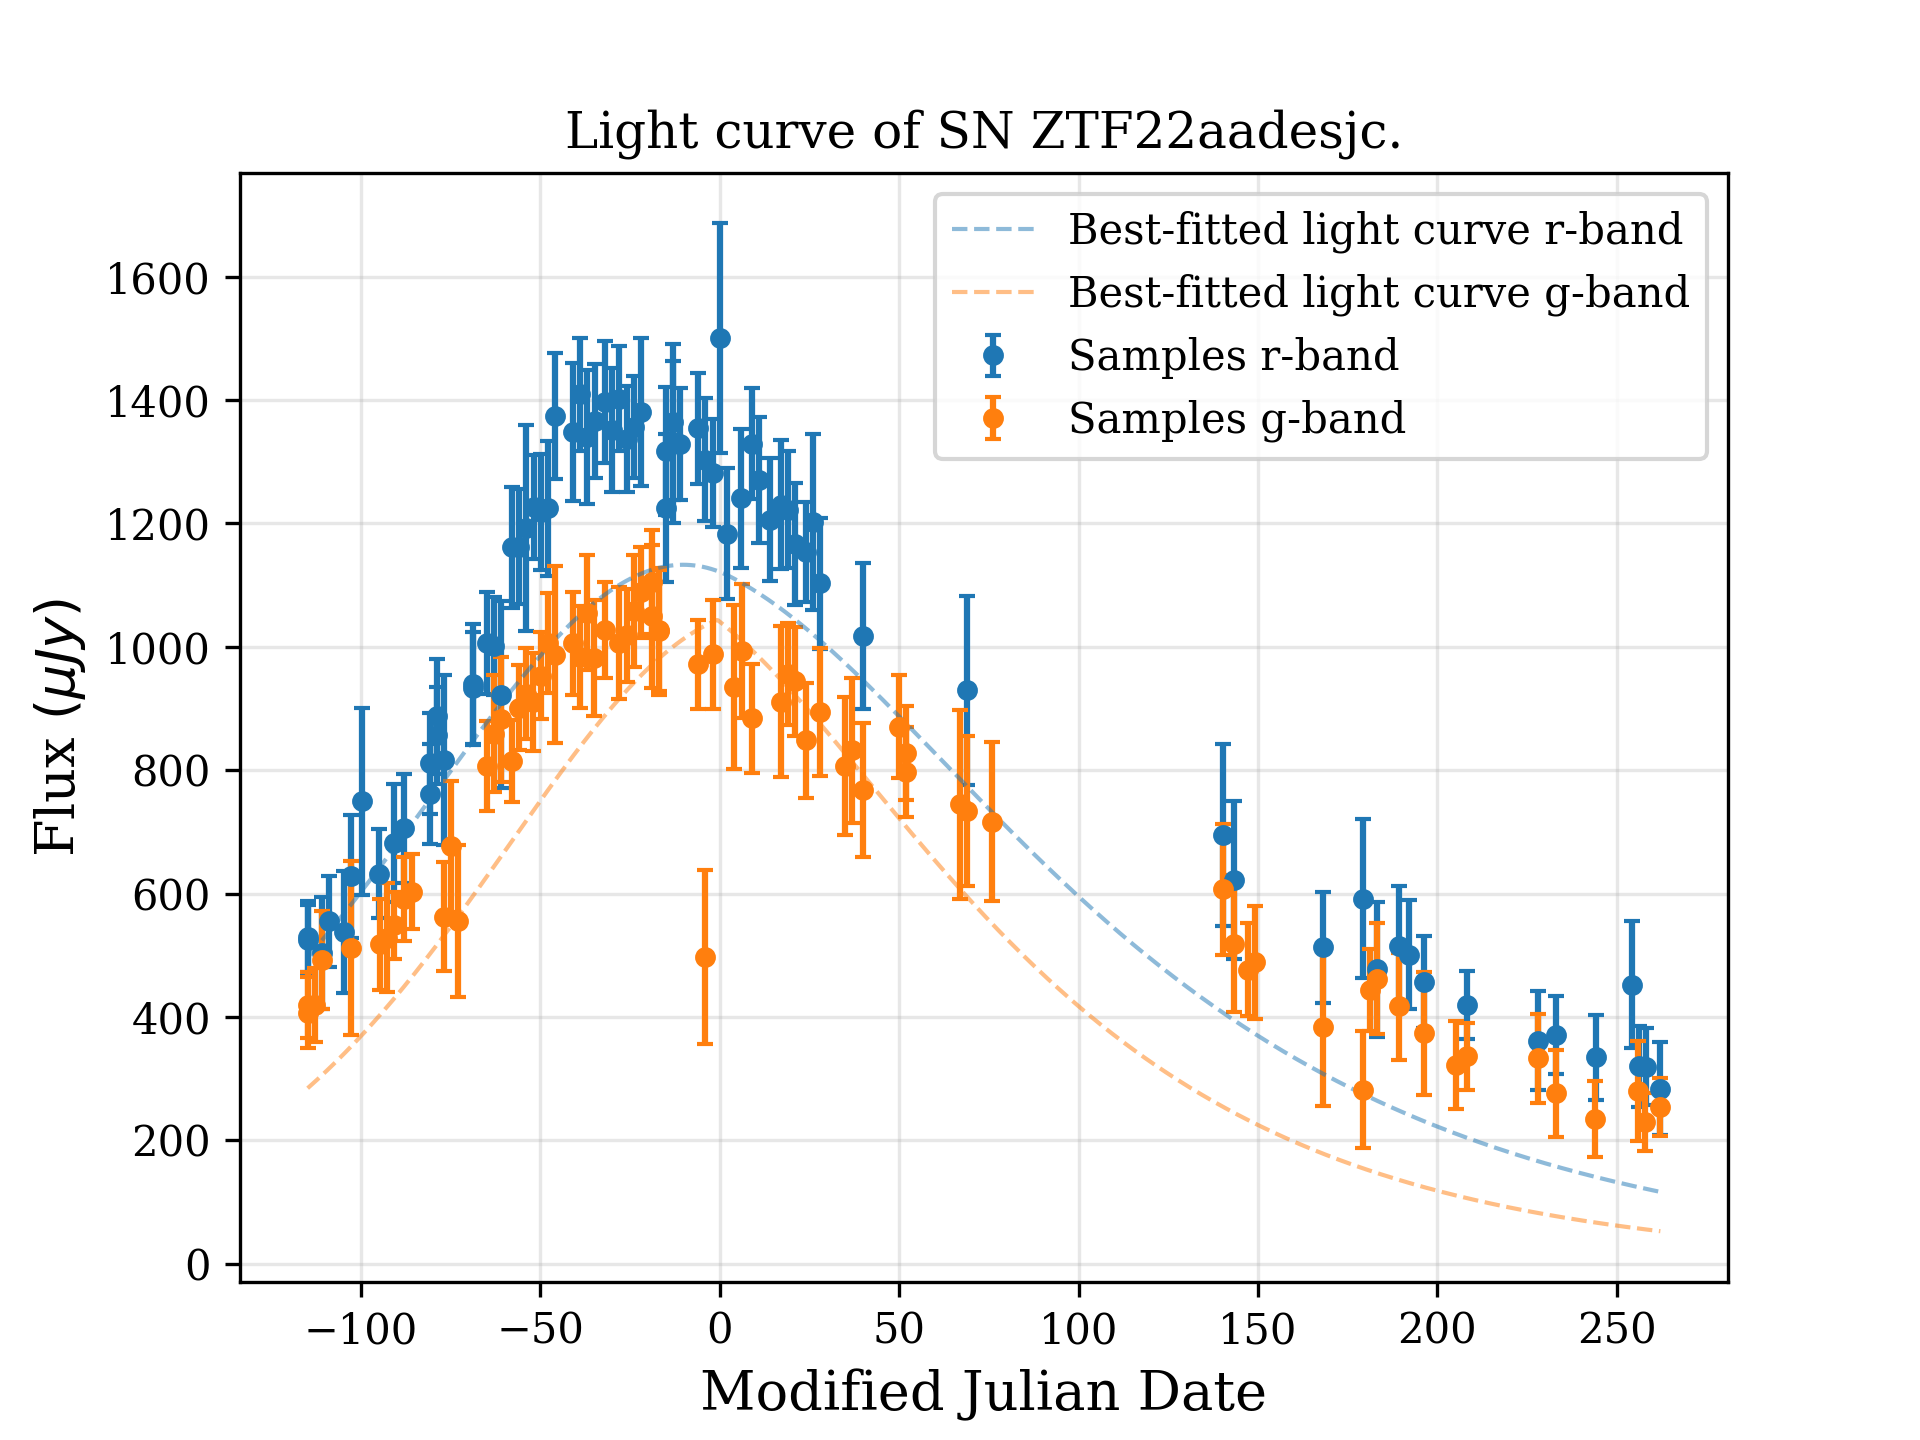 Light curve of SN ZTF22aadesjc.
Best-fitted light curve r-band
Best-fitted light curve g-band
Samples r-band
Samples g-band
Flux (μJy)
1600
1400
1200
1000
800
600
400
200
0
−100 −50 0 50 100 150 200 250
Modified Julian Date